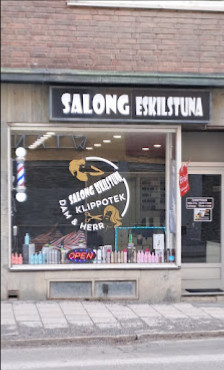 SALONG ESKILSTUNA
SALONG ESKILSTUNA
KLIPPOTEK
DAM & HERR
OPEN